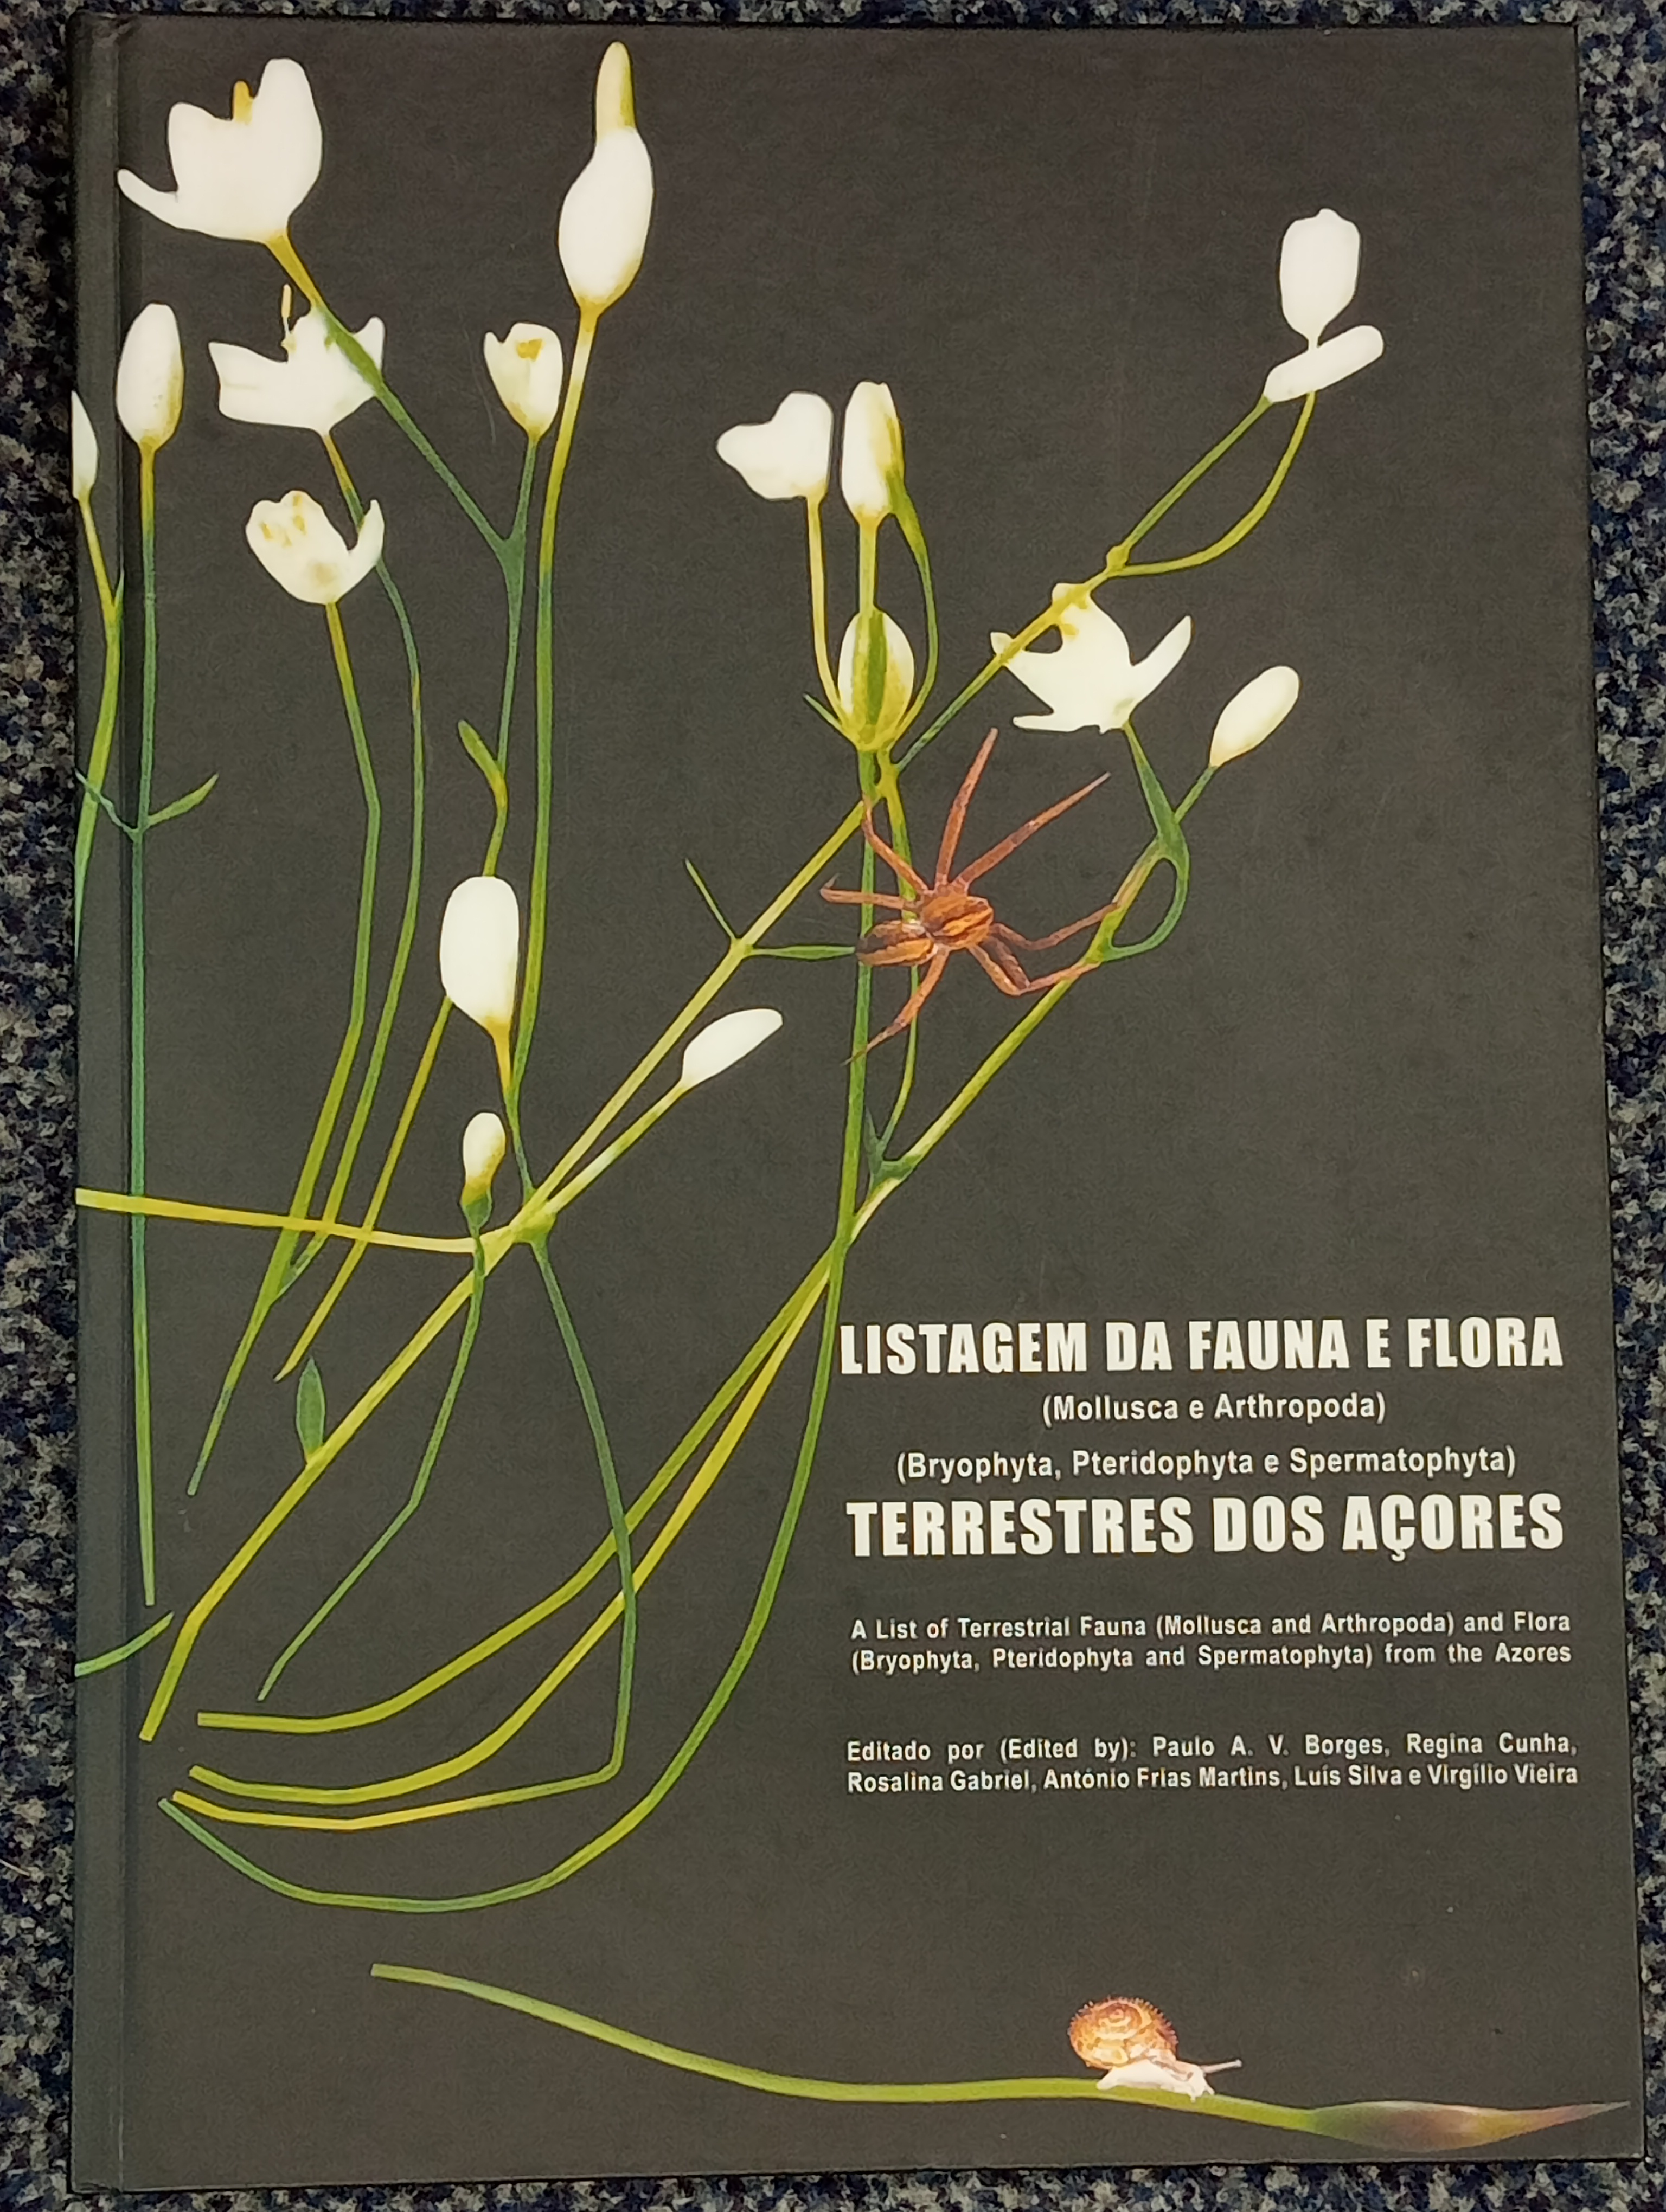 LISTAGEM DA FAUNA E FLORA
(Mollusca e Arthropoda)
(Bryophyta, Pteridophyta e Spermatophyta)
TERRESTRES DOS AÇORES
A List of Terrestrial Fauna (Mollusca and Arthropoda) and Flora
(Bryophyta, Pteridophyta and Spermatophyta) from the Azores
Editado por (Edited by): Paulo A. V. Borges, Regina Cunha,
Rosalina Gabriel, António Frias Martins, Luís Silva e Virgílio Vieira